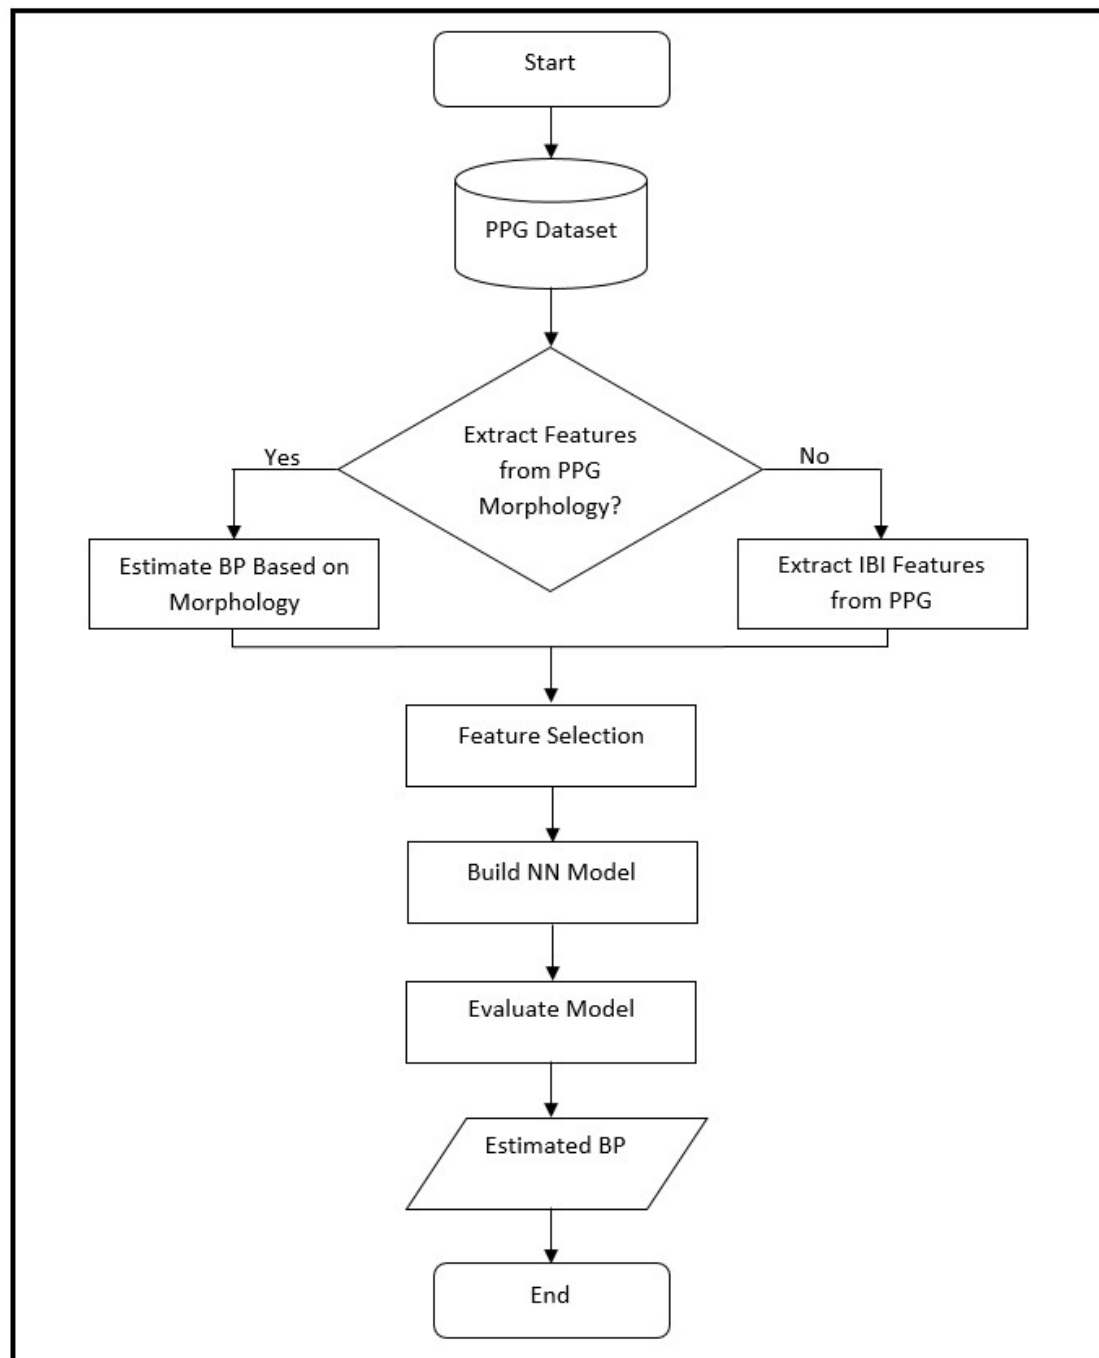 Start
PPG Dataset
Extract Features
from PPG
Morphology?
Yes
No
Estimate BP Based on
Morphology
Extract IBI Features
from PPG
Feature Selection
Build NN Model
Evaluate Model
Estimated BP
End